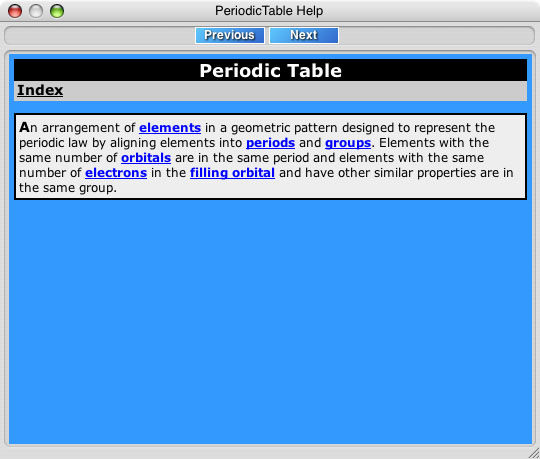 PeriodicTable Help
Previous Next
Periodic Table
Index
An arrangement of elements in a geometric pattern designed to represent the
periodic law by aligning elements into periods and groups. Elements with the
same number of orbitals are in the same period and elements with the same
number of electrons in the filling orbital and have other similar properties are in
the same group.